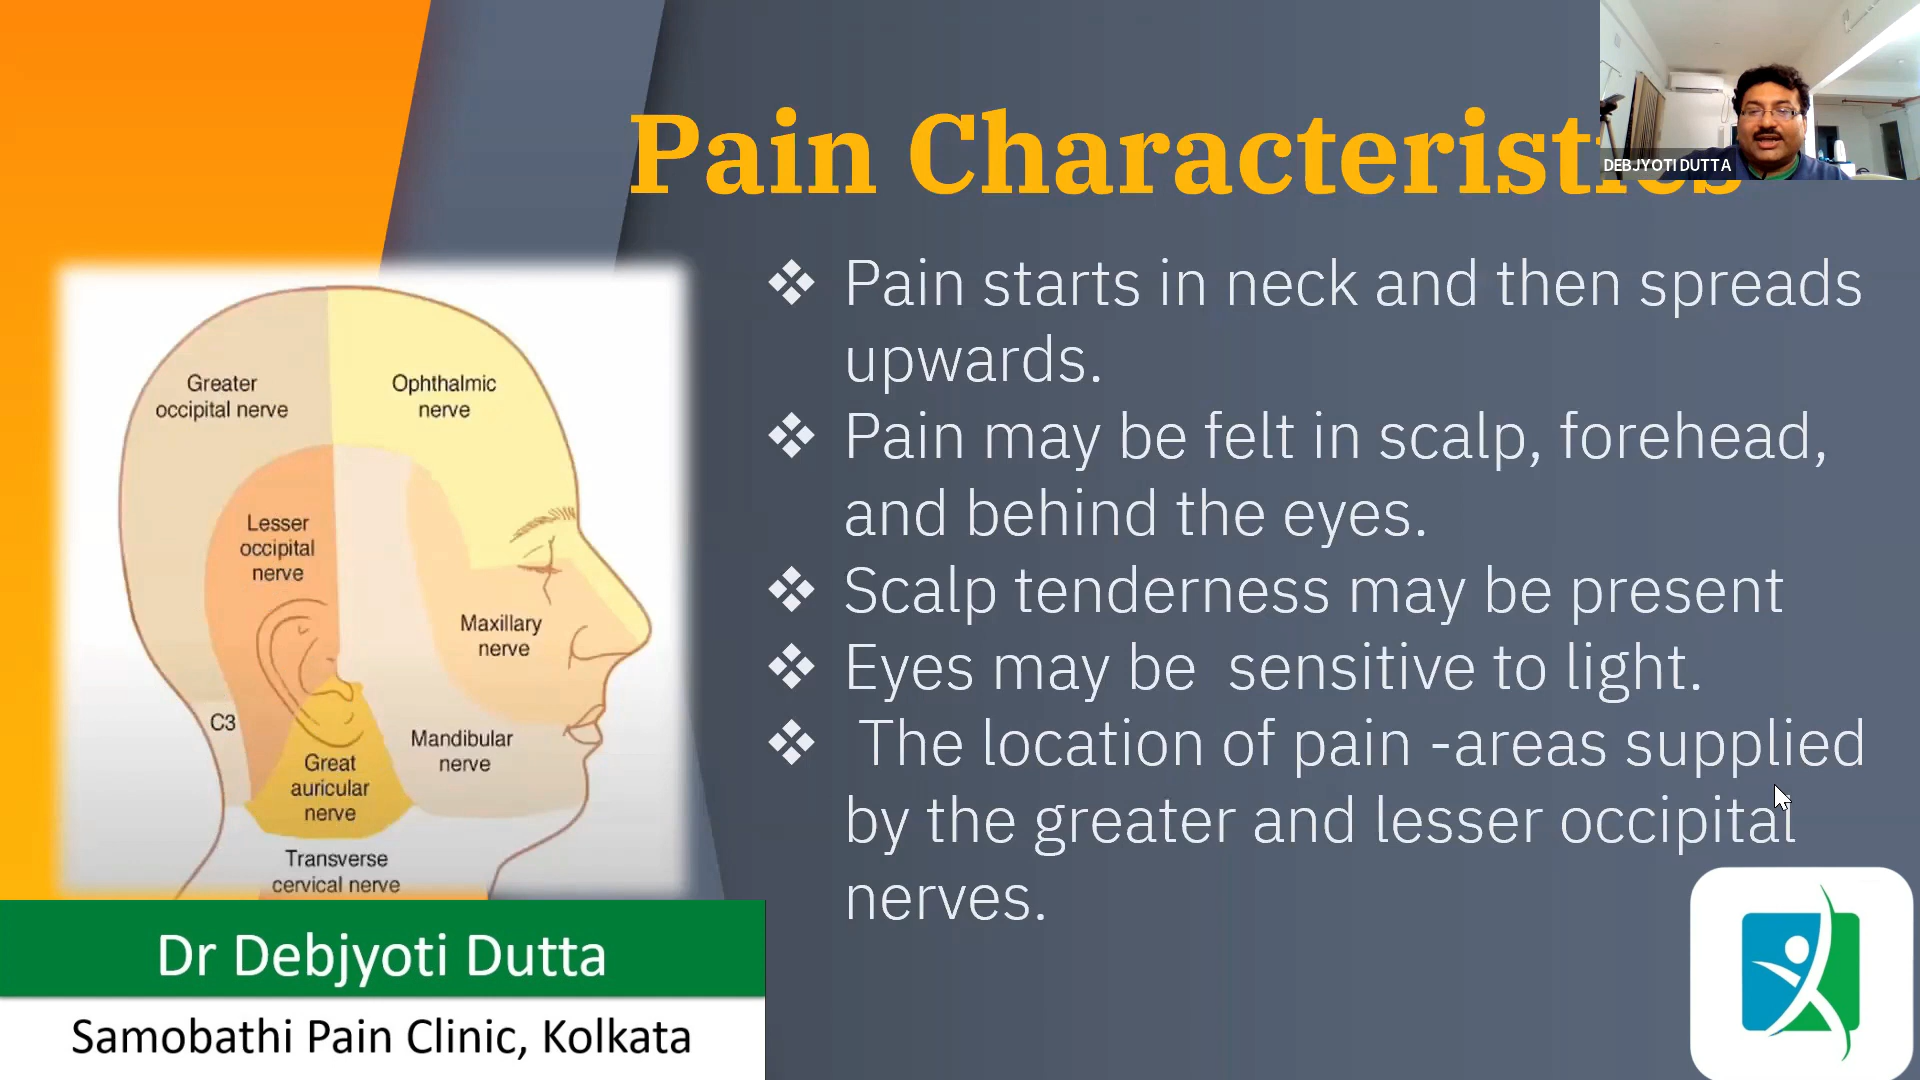 Pain Characteristics
DEBJYOTI DUTTA
❖ Pain starts in neck and then spreads
upwards.
❖ Pain may be felt in scalp, forehead,
and behind the eyes.
❖ Scalp tenderness may be present
❖ Eyes may be  sensitive to light.
❖ The location of pain -areas supplied
by the greater and lesser occipital
nerves.
Greater
occipital nerve
Ophthalmic
nerve
Lesser
occipital
nerve
Maxillary
nerve
C3
Mandibular
nerve
Great
auricular
nerve
Transverse
cervical nerve
Dr Debjyoti Dutta
Samobathi Pain Clinic, Kolkata